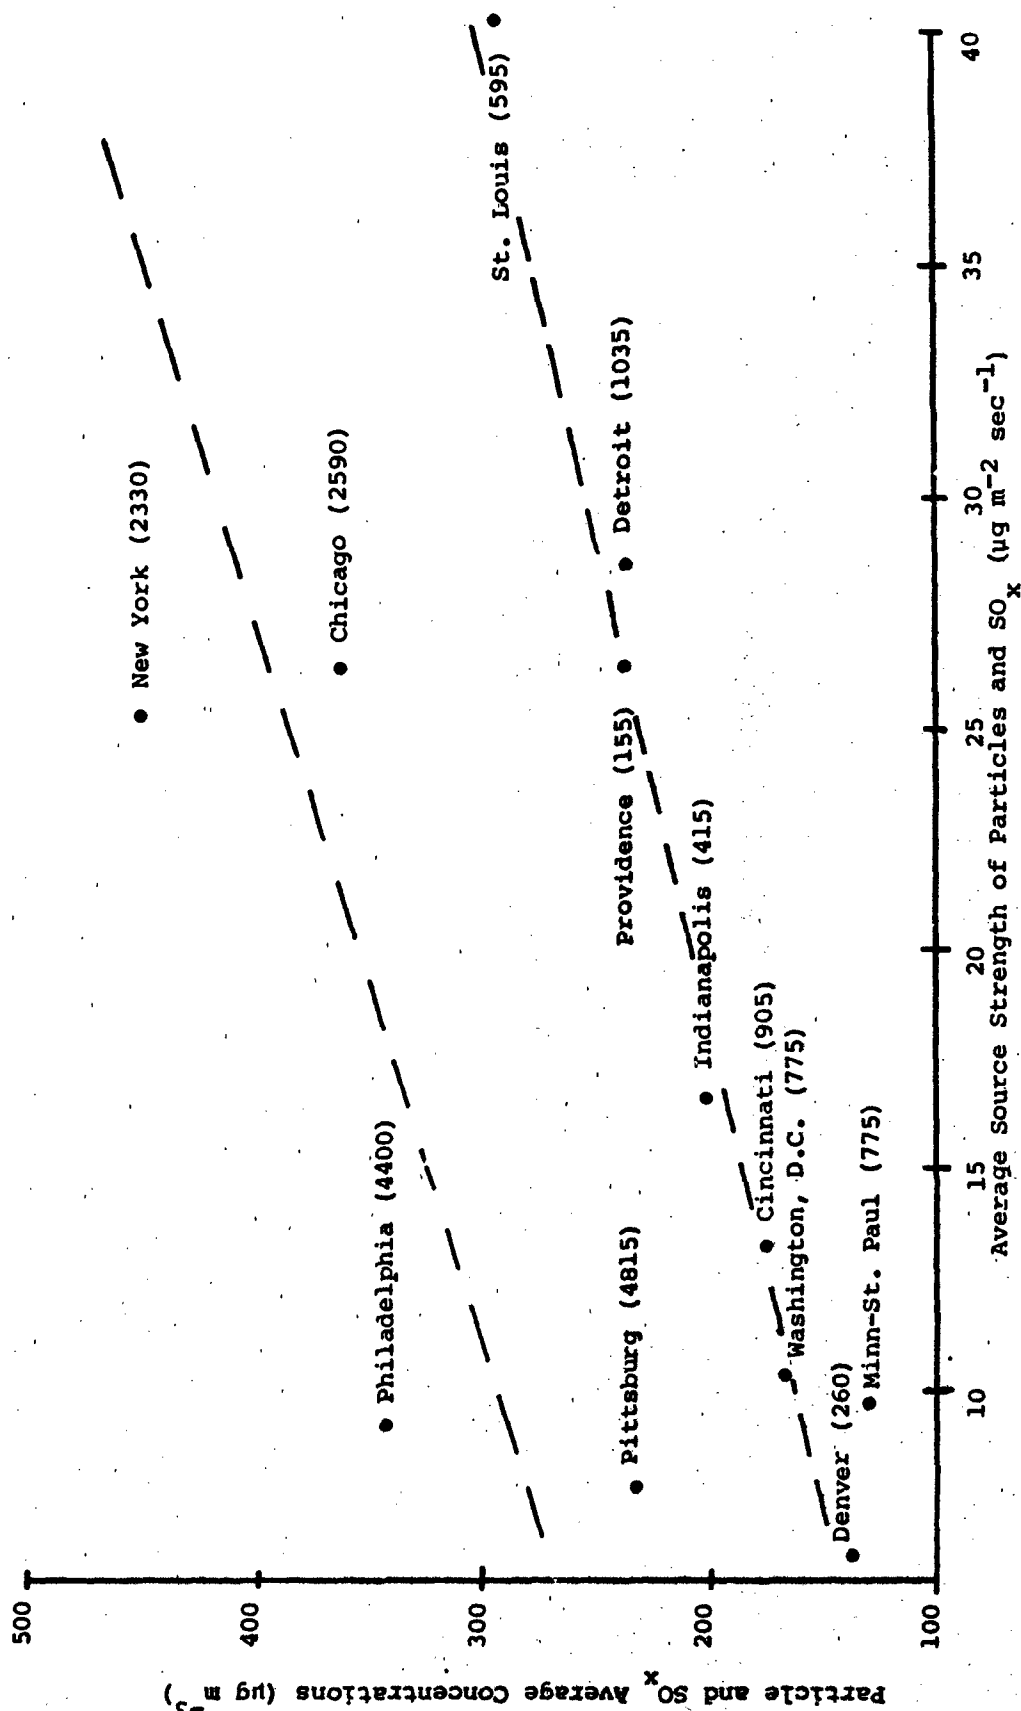 500
400
300
200
100
Particle and SOx Average Concentrations (µg m-3)
New York (2330)
Chicago (2590)
Philadelphia (4400)
St. Louis (595)
Detroit (1035)
Providence (155)
Pittsburg (4815)
Indianapolis (415)
Cincinnati (905)
Washington, D.C. (775)
Denver (260)
Minn-St. Paul (775)
10
15
20
25
30
35
40
Average Source Strength of Particles and SOx (µg m-2 sec-1)